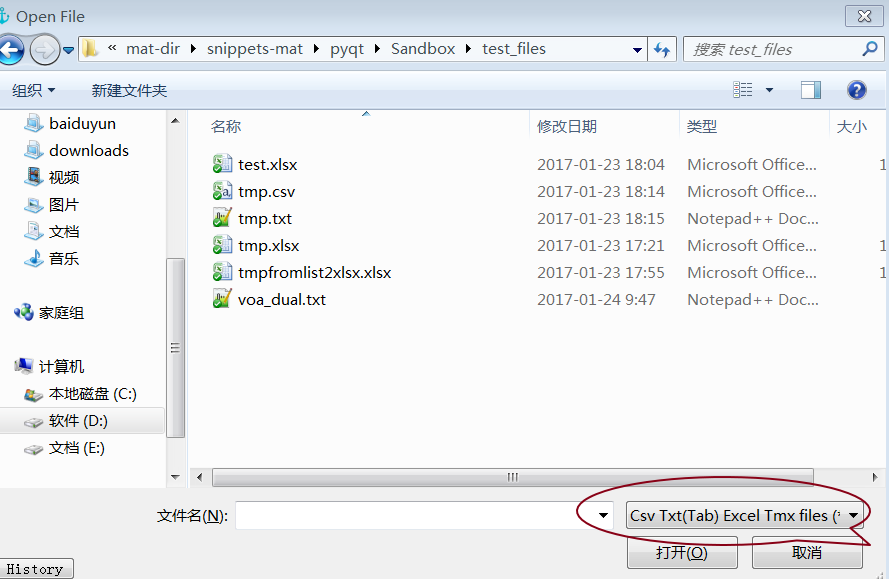 Open File
« mat-dir snippets-mat pyqt Sandbox test_files
搜索 test_files
组织 新建文件夹
名称 修改日期 类型 大小
baiduyun
downloads
视频
图片
文档
音乐
家庭组
计算机
本地磁盘 (C:)
软件 (D:)
文档 (E:)
test.xlsx 2017-01-23 18:04 Microsoft Office... 1
tmp.csv 2017-01-23 18:14 Microsoft Office...
tmp.txt 2017-01-23 18:15 Notepad++ Doc...
tmp.xlsx 2017-01-23 17:21 Microsoft Office... 1
tmpfromlist2xlsx.xlsx 2017-01-23 17:55 Microsoft Office... 1
voa_dual.txt 2017-01-24 9:47 Notepad++ Doc...
文件名(N):
Csv Txt(Tab) Excel Tmx files (*
打开(O) 取消
History